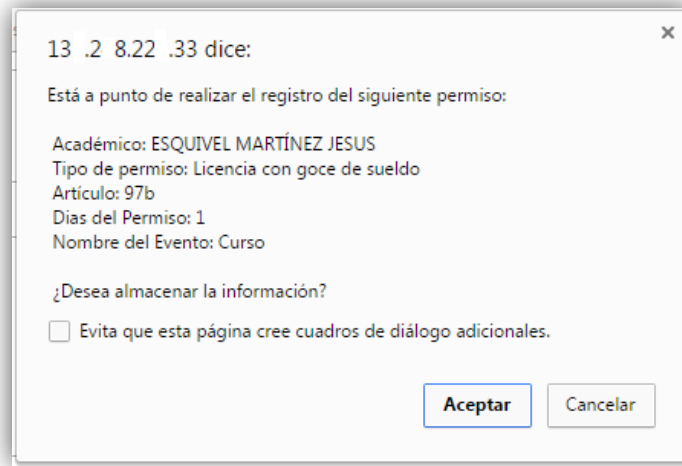 13 .2 8.22 .33 dice:
Está a punto de realizar el registro del siguiente permiso:
Académico: ESQUIVEL MARTÍNEZ JESUS
Tipo de permiso: Licencia con goce de sueldo
Artículo: 97b
Dias del Permiso: 1
Nombre del Evento: Curso
¿Desea almacenar la información?
Evita que esta página cree cuadros de diálogo adicionales.
Aceptar Cancelar